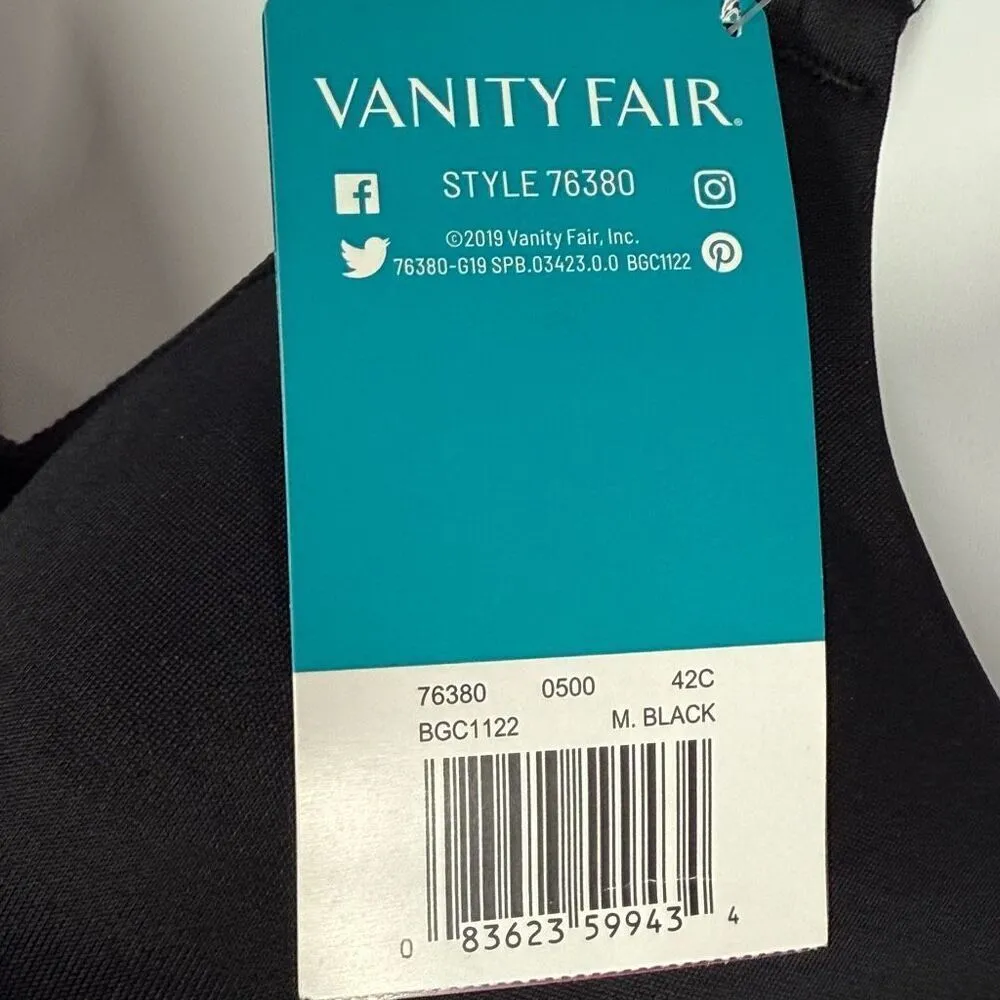 VANITY FAIR®
STYLE 76380
©2019 Vanity Fair, Inc.
76380-G19 SPB.03423.0.0 BGC1122
76380 0500 42C
BGC1122 M. BLACK
0 83623 59943 4